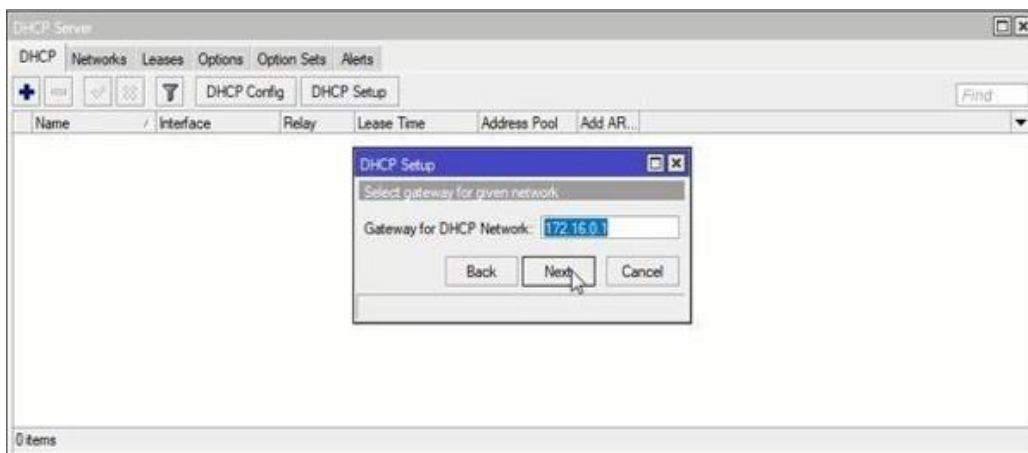 DHCP Server
DHCP Networks Leases Options Option Sets Alerts
DHCP Config DHCP Setup Find
Name Interface Relay Lease Time Address Pool Add AR...
DHCP Setup
Select gateway for given network
Gateway for DHCP Network: 172.16.0.1
Back Next Cancel
0 items